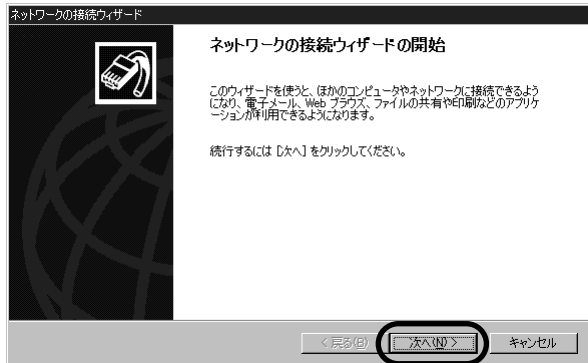 ネットワークの接続ウィザード
ネットワークの接続ウィザードの開始
このウィザードを使うと、ほかのコンピュータやネットワークに接続できるよう
になり、電子メール、Web ブラウズ、ファイルの共有や印刷などのアプリケ
ーションが利用できるようになります。
続行するには [次へ] をクリックしてください。
< 戻る(B)
次へ(N) >
キャンセル